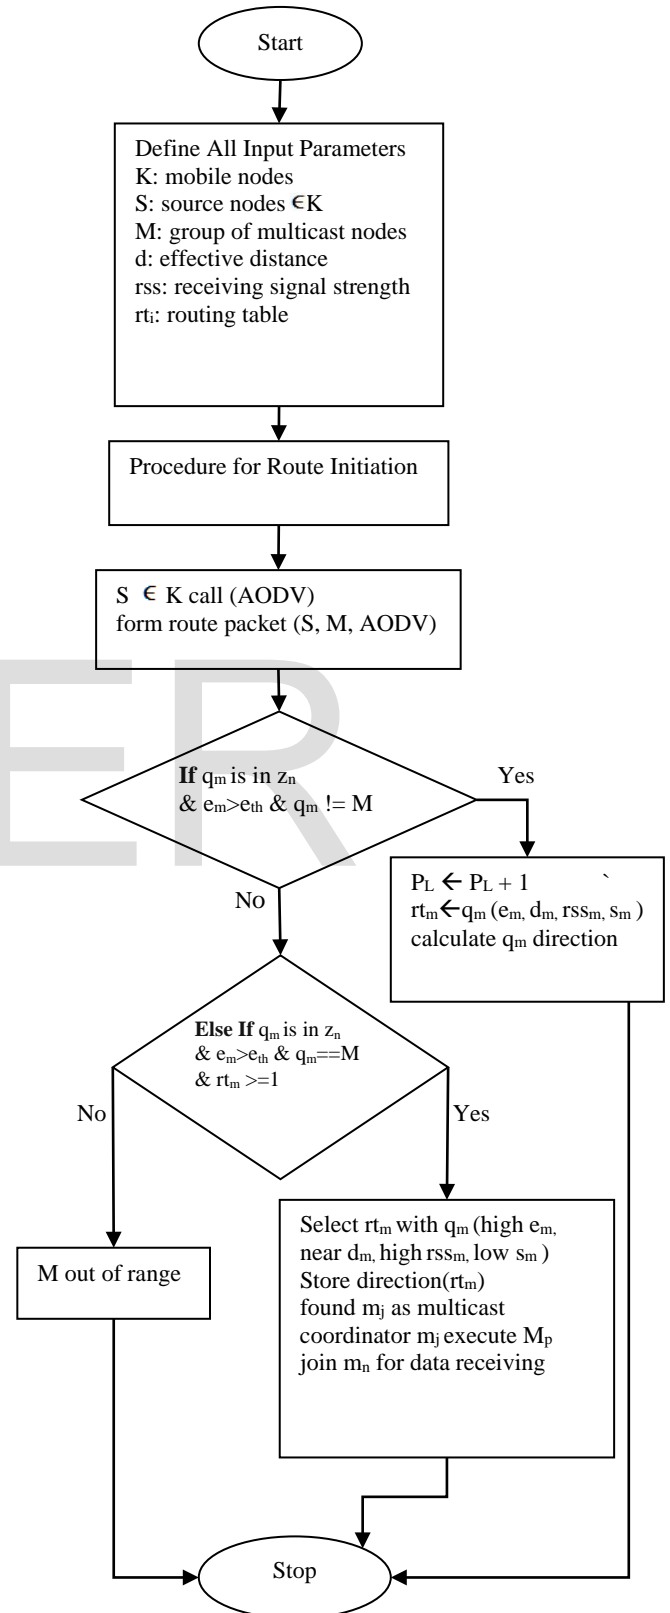 Start
Define All Input Parameters
K: mobile nodes
S: source nodes ϵK
M: group of multicast nodes
d: effective distance
rss: receiving signal strength
rtᵢ: routing table
Procedure for Route Initiation
S ϵ K call (AODV)
form route packet (S, M, AODV)
ER
If qₘ is in zₙ
& eₘ>eₜₕ & qₘ != M
Yes
No
P_L ← P_L + 1 `
rtₘ←qₘ (eₘ, dₘ, rssₘ, sₘ )
calculate qₘ direction
Else If qₘ is in zₙ
& eₘ>eₜₕ & qₘ==M
& rtₘ >=1
No
Yes
M out of range
Select rtₘ with qₘ (high eₘ,
near dₘ, high rssₘ, low sₘ )
Store direction(rtₘ)
found mⱼ as multicast
coordinator mⱼ execute Mₚ
join mₙ for data receiving
Stop